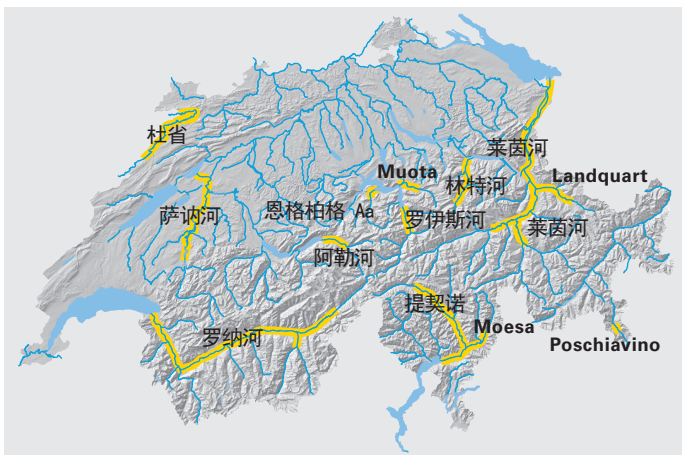 杜省
莱茵河
Muota
林特河
Landquart
萨讷河
恩格柏格 Aa
罗伊斯河
莱茵河
阿勒河
提契诺
罗纳河
Moesa
Poschiavino